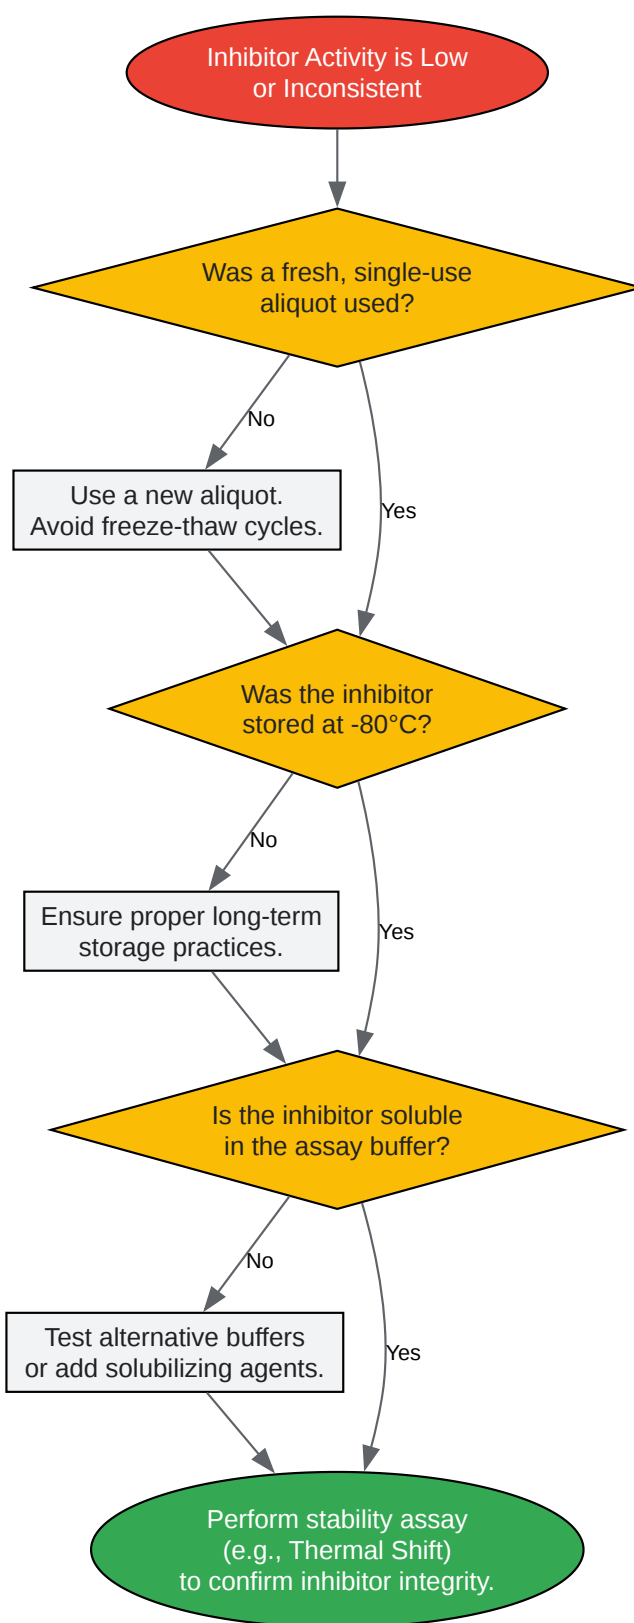 Inhibitor Activity is Low
or Inconsistent
Was a fresh, single-use
aliquot used?
No
Use a new aliquot.
Avoid freeze-thaw cycles.
Yes
Was the inhibitor
stored at -80°C?
No
Ensure proper long-term
storage practices.
Yes
Is the inhibitor soluble
in the assay buffer?
No
Test alternative buffers
or add solubilizing agents.
Yes
Perform stability assay
(e.g., Thermal Shift)
to confirm inhibitor integrity.